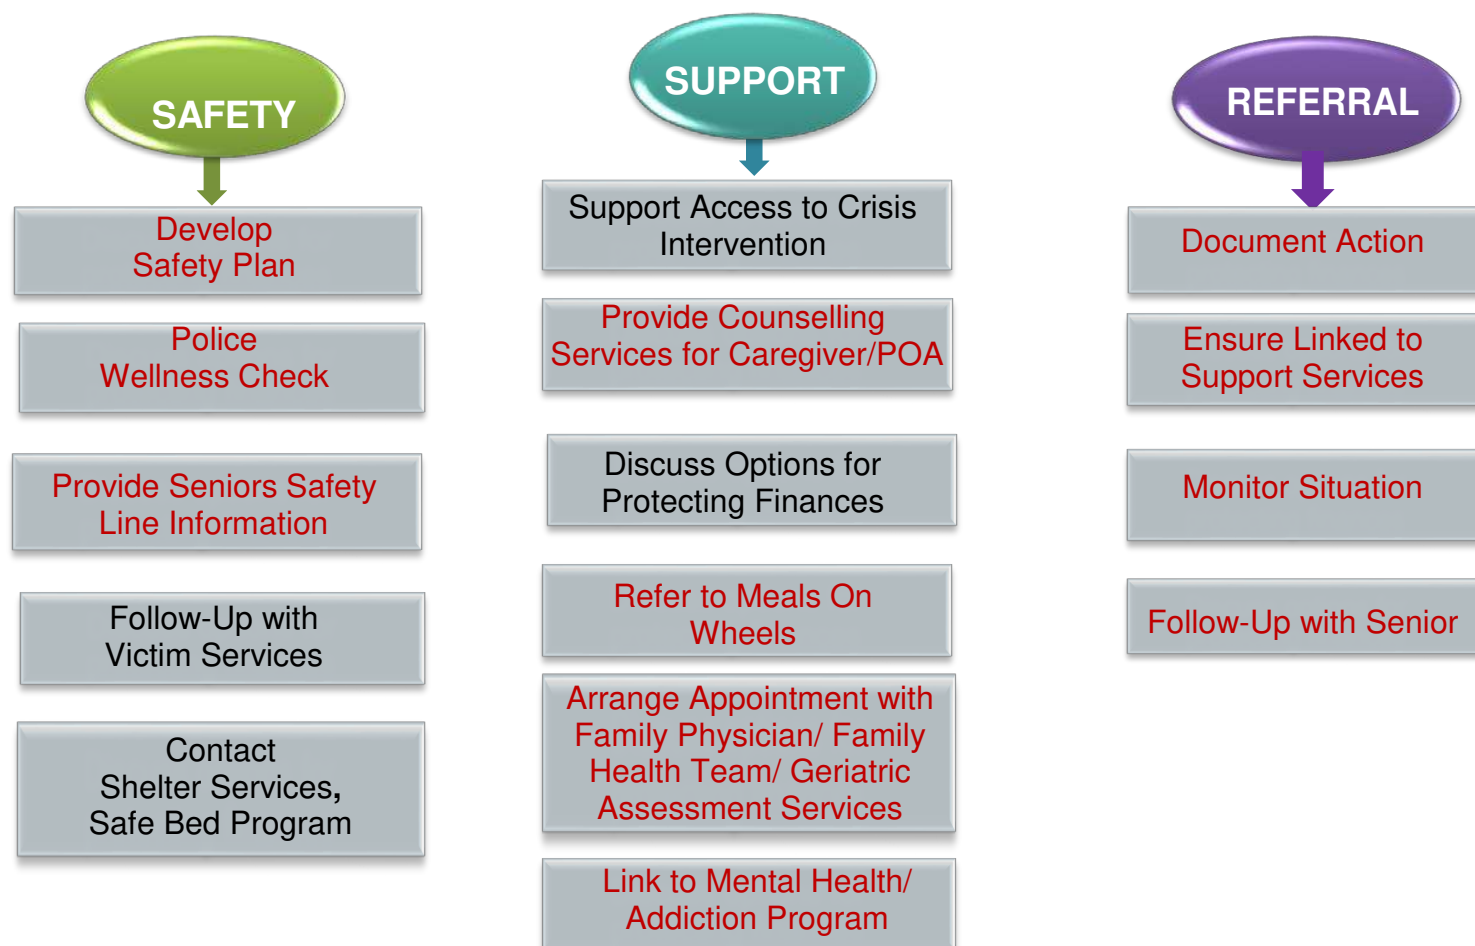 SAFETY
Develop
Safety Plan
Police
Wellness Check
Provide Seniors Safety
Line Information
Follow-Up with
Victim Services
Contact
Shelter Services,
Safe Bed Program
SUPPORT
Support Access to Crisis
Intervention
Provide Counselling
Services for Caregiver/POA
Discuss Options for
Protecting Finances
Refer to Meals On
Wheels
Arrange Appointment with
Family Physician/ Family
Health Team/ Geriatric
Assessment Services
Link to Mental Health/
Addiction Program
REFERRAL
Document Action
Ensure Linked to
Support Services
Monitor Situation
Follow-Up with Senior